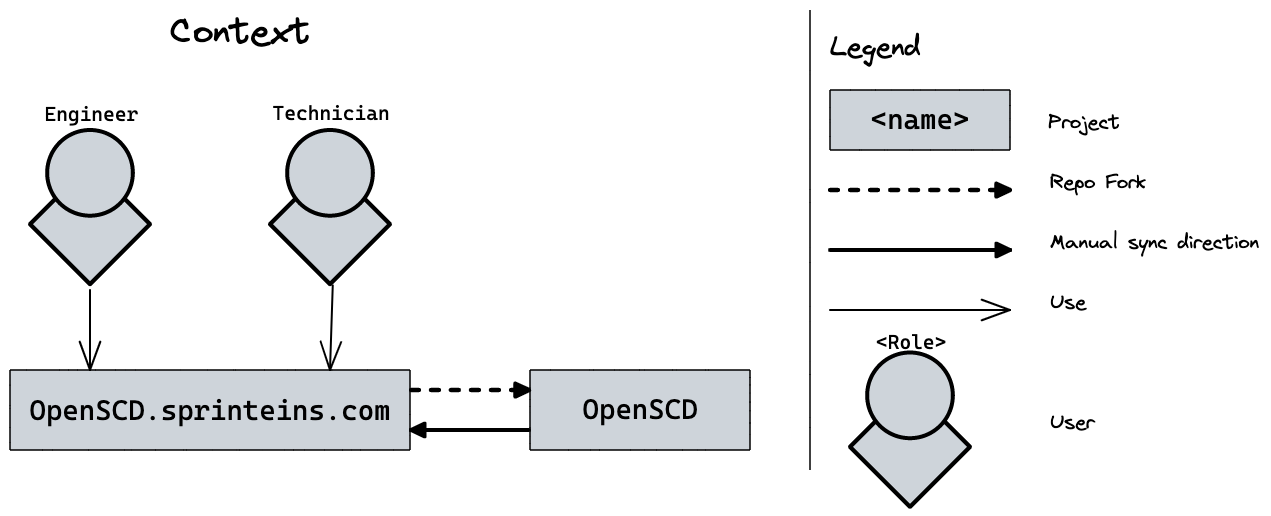 Context
Engineer
Technician
OpenSCD.sprinteins.com
OpenSCD
Legend
<name>
Project
Repo Fork
Manual sync direction
Use
<Role>
User